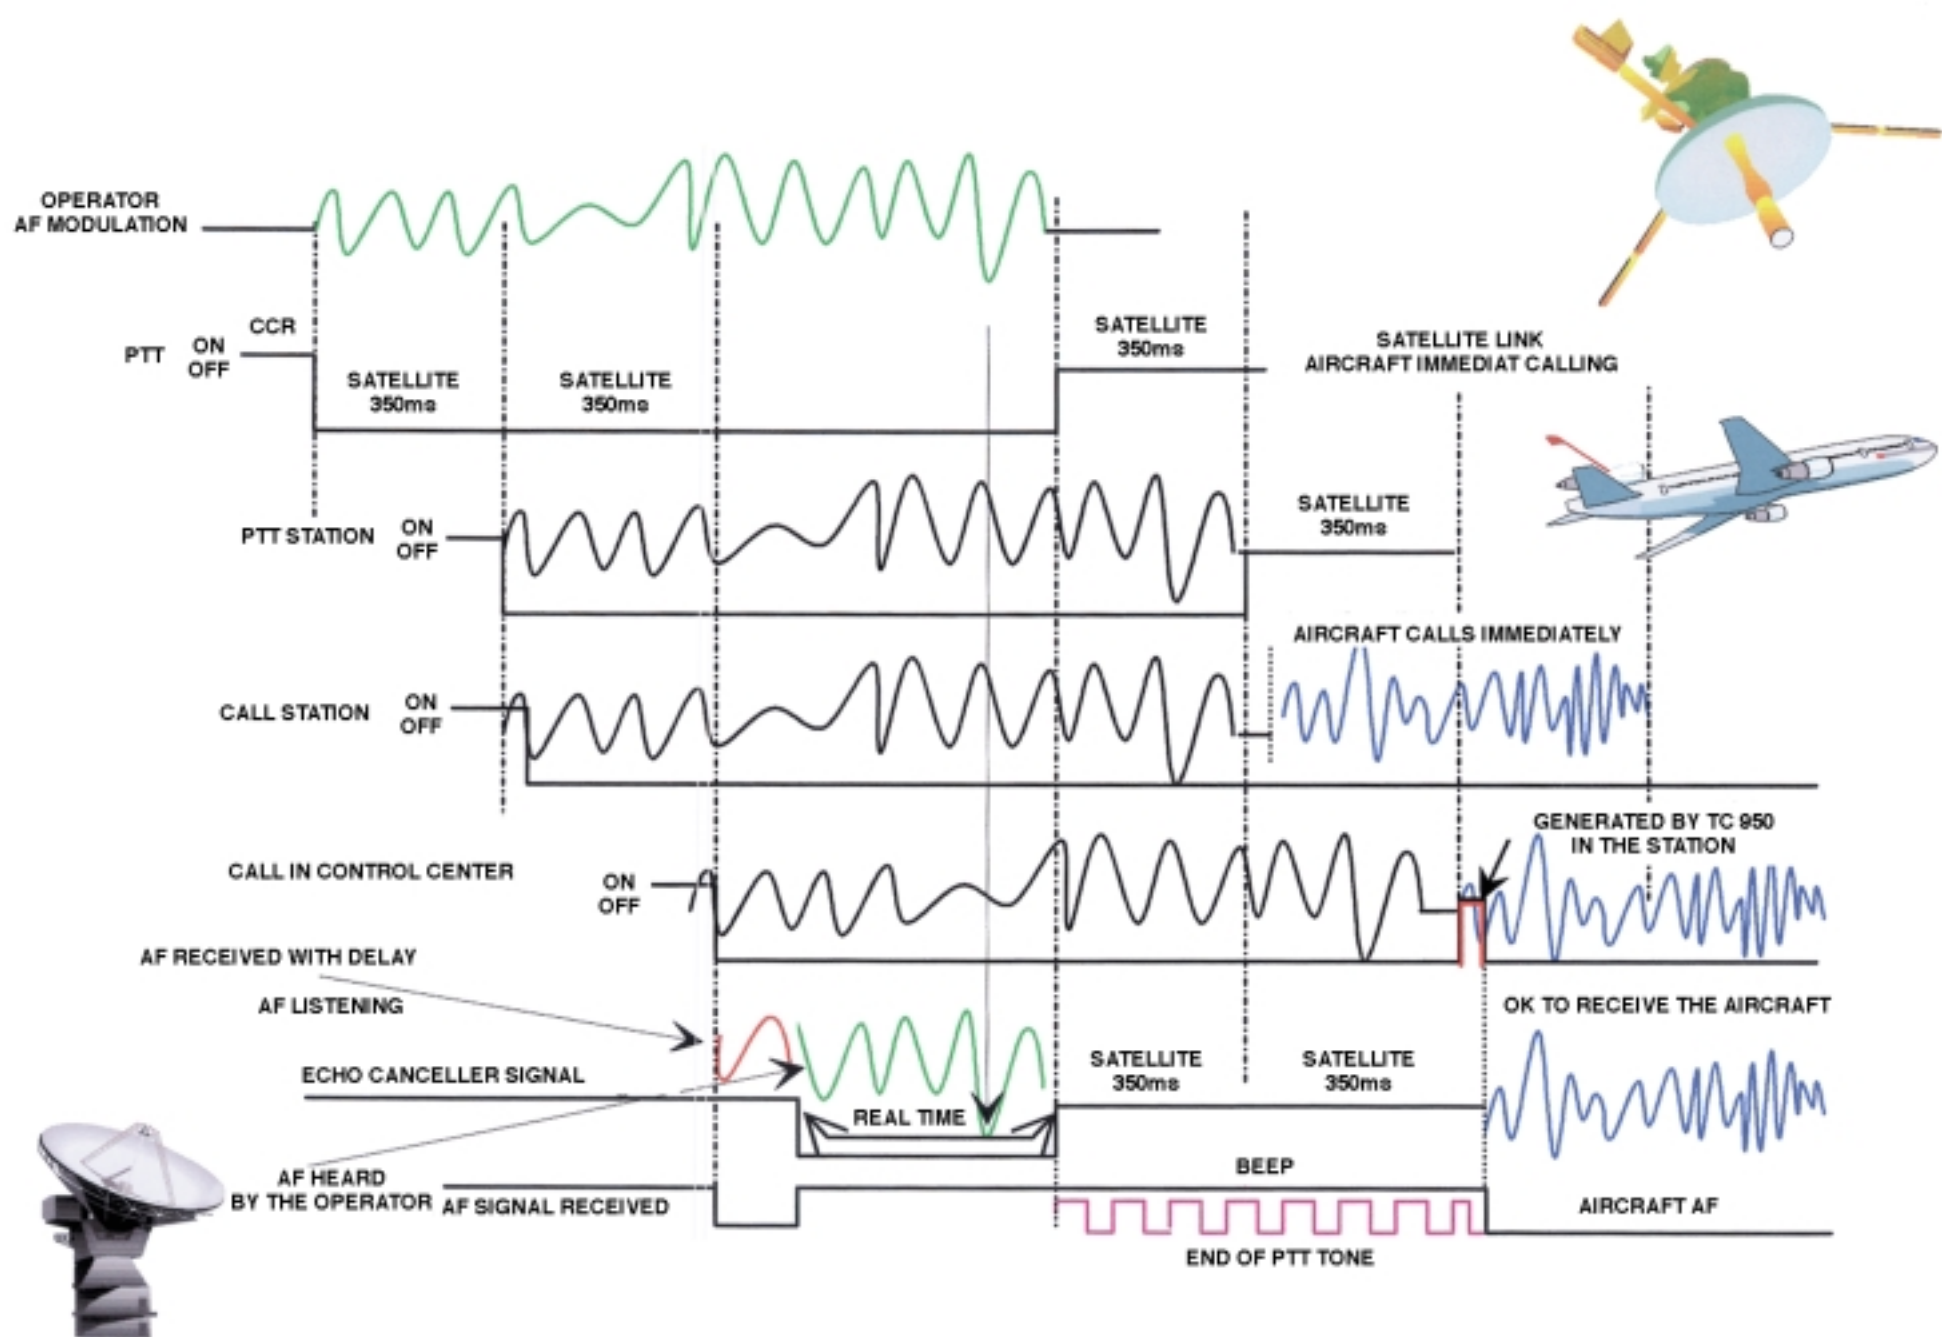 OPERATOR
AF MODULATION
CCR
PTT
ON
OFF
SATELLITE
350ms
SATELLITE
350ms
SATELLITE
350ms
SATELLITE LINK
AIRCRAFT IMMEDIAT CALLING
PTT STATION
ON
OFF
SATELLITE
350ms
AIRCRAFT CALLS IMMEDIATELY
CALL STATION
ON
OFF
GENERATED BY TC 950
IN THE STATION
CALL IN CONTROL CENTER
ON
OFF
AF RECEIVED WITH DELAY
AF LISTENING
OK TO RECEIVE THE AIRCRAFT
ECHO CANCELLER SIGNAL
SATELLITE
350ms
SATELLITE
350ms
REAL TIME
AF HEARD
BY THE OPERATOR
AF SIGNAL RECEIVED
BEEP
AIRCRAFT AF
END OF PTT TONE